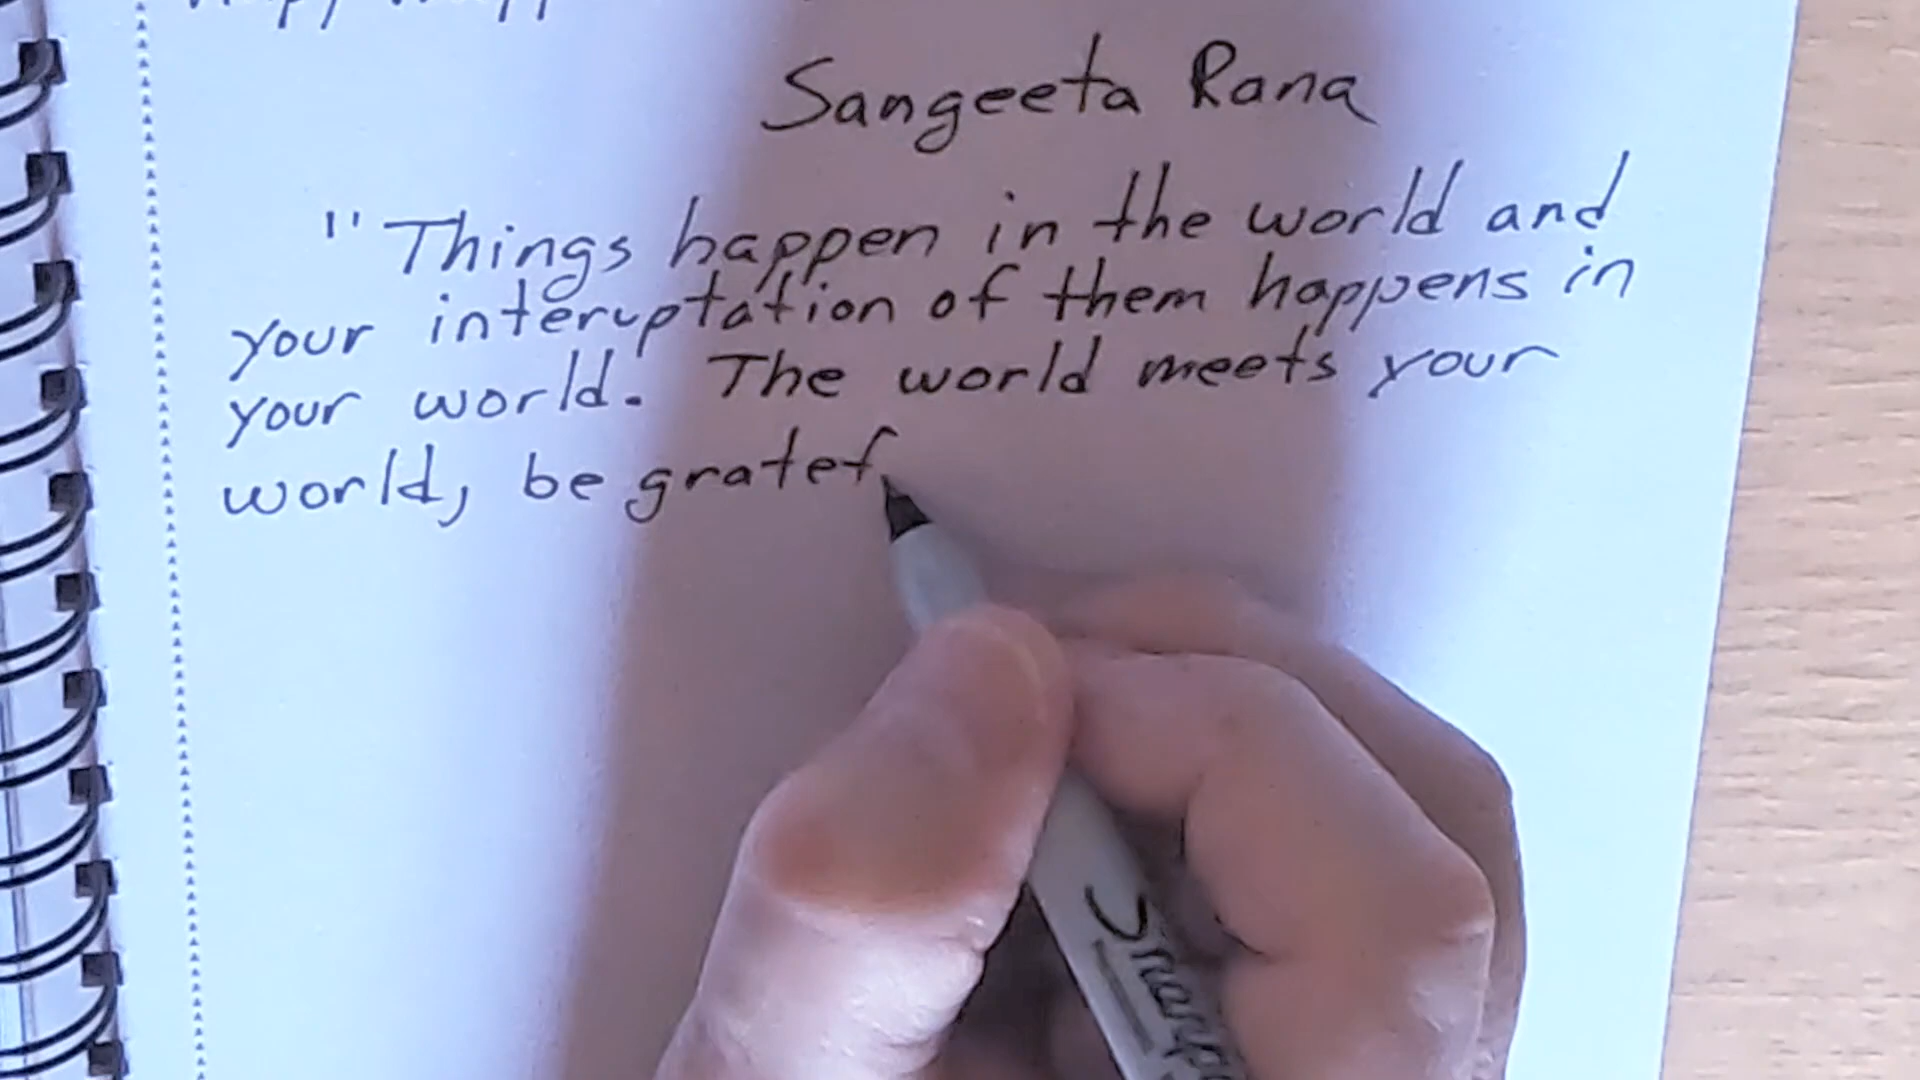 Sangeeta Rana
"Things happen in the world and
your interuptation of them happens in
your world. The world meets your
world, be gratef
Sharp